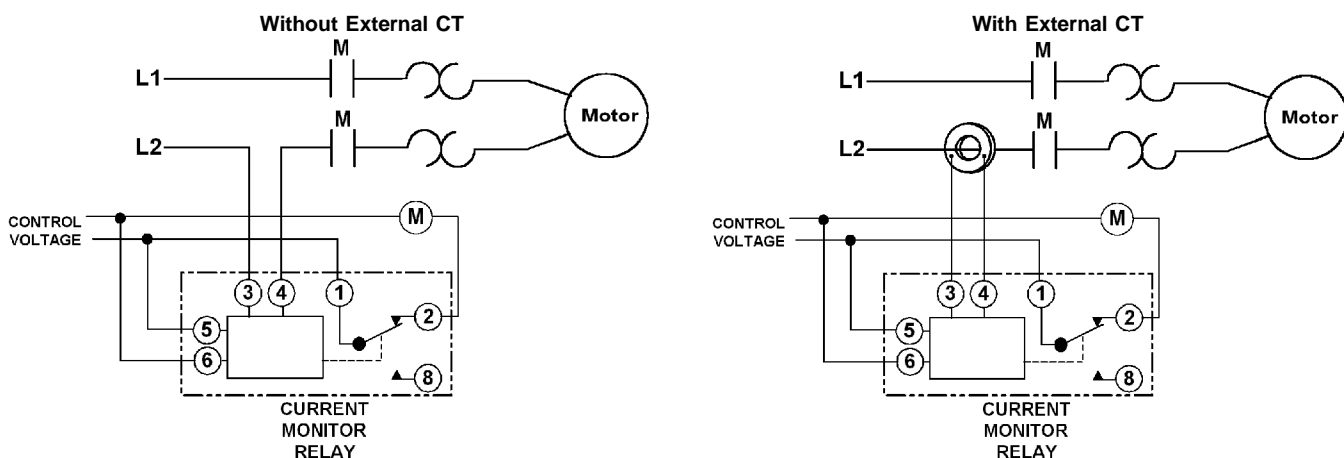 Without External CT
M
L1
M
Motor
L2
CONTROL
VOLTAGE
M
3
4
1
2
5
6
8
CURRENT
MONITOR
RELAY
With External CT
M
L1
M
Motor
L2
CONTROL
VOLTAGE
M
3
4
1
2
5
6
8
CURRENT
MONITOR
RELAY